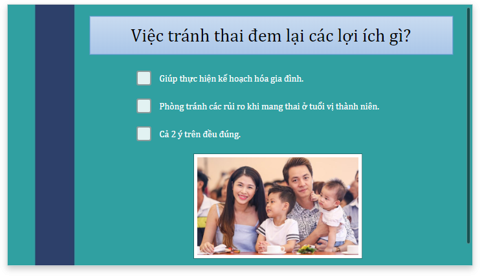 Việc tránh thai đem lại các lợi ích gì?
Giúp thực hiện kế hoạch hóa gia đình.
Phòng tránh các rủi ro khi mang thai ở tuổi vị thành niên.
Cả 2 ý trên đều đúng.